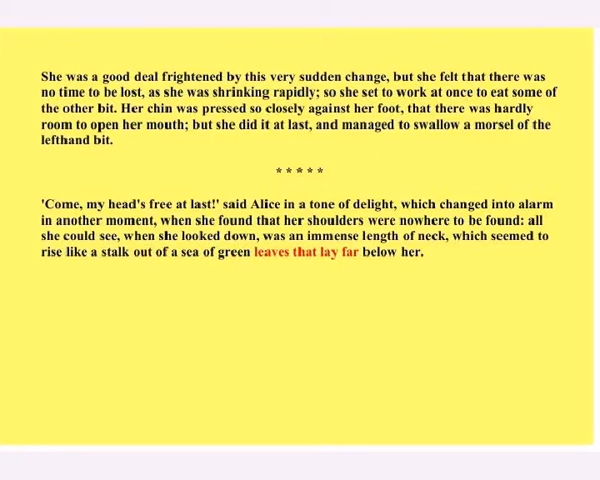 She was a good deal frightened by this very sudden change, but she felt that there was
no time to be lost, as she was shrinking rapidly; so she set to work at once to eat some of
the other bit. Her chin was pressed so closely against her foot, that there was hardly
room to open her mouth; but she did it at last, and managed to swallow a morsel of the
lefthand bit.
* * * * *
'Come, my head's free at last!' said Alice in a tone of delight, which changed into alarm
in another moment, when she found that her shoulders were nowhere to be found: all
she could see, when she looked down, was an immense length of neck, which seemed to
rise like a stalk out of a sea of green leaves that lay far below her.